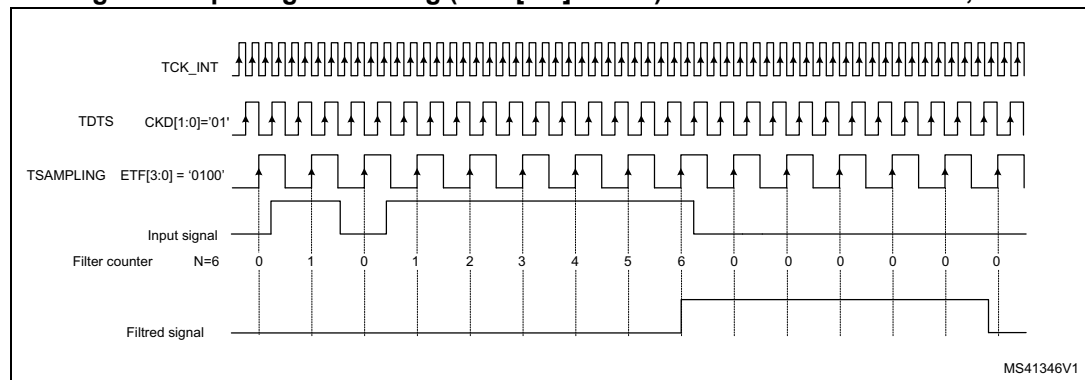 TCK_INT
TDTS CKD[1:0]='01'
TSAMPLING ETF[3:0] = ‘0100’
Input signal
Filter counter N=6 0 1 0 1 2 3 4 5 6 0 0 0 0 0 0
Filtred signal
MS41346V1